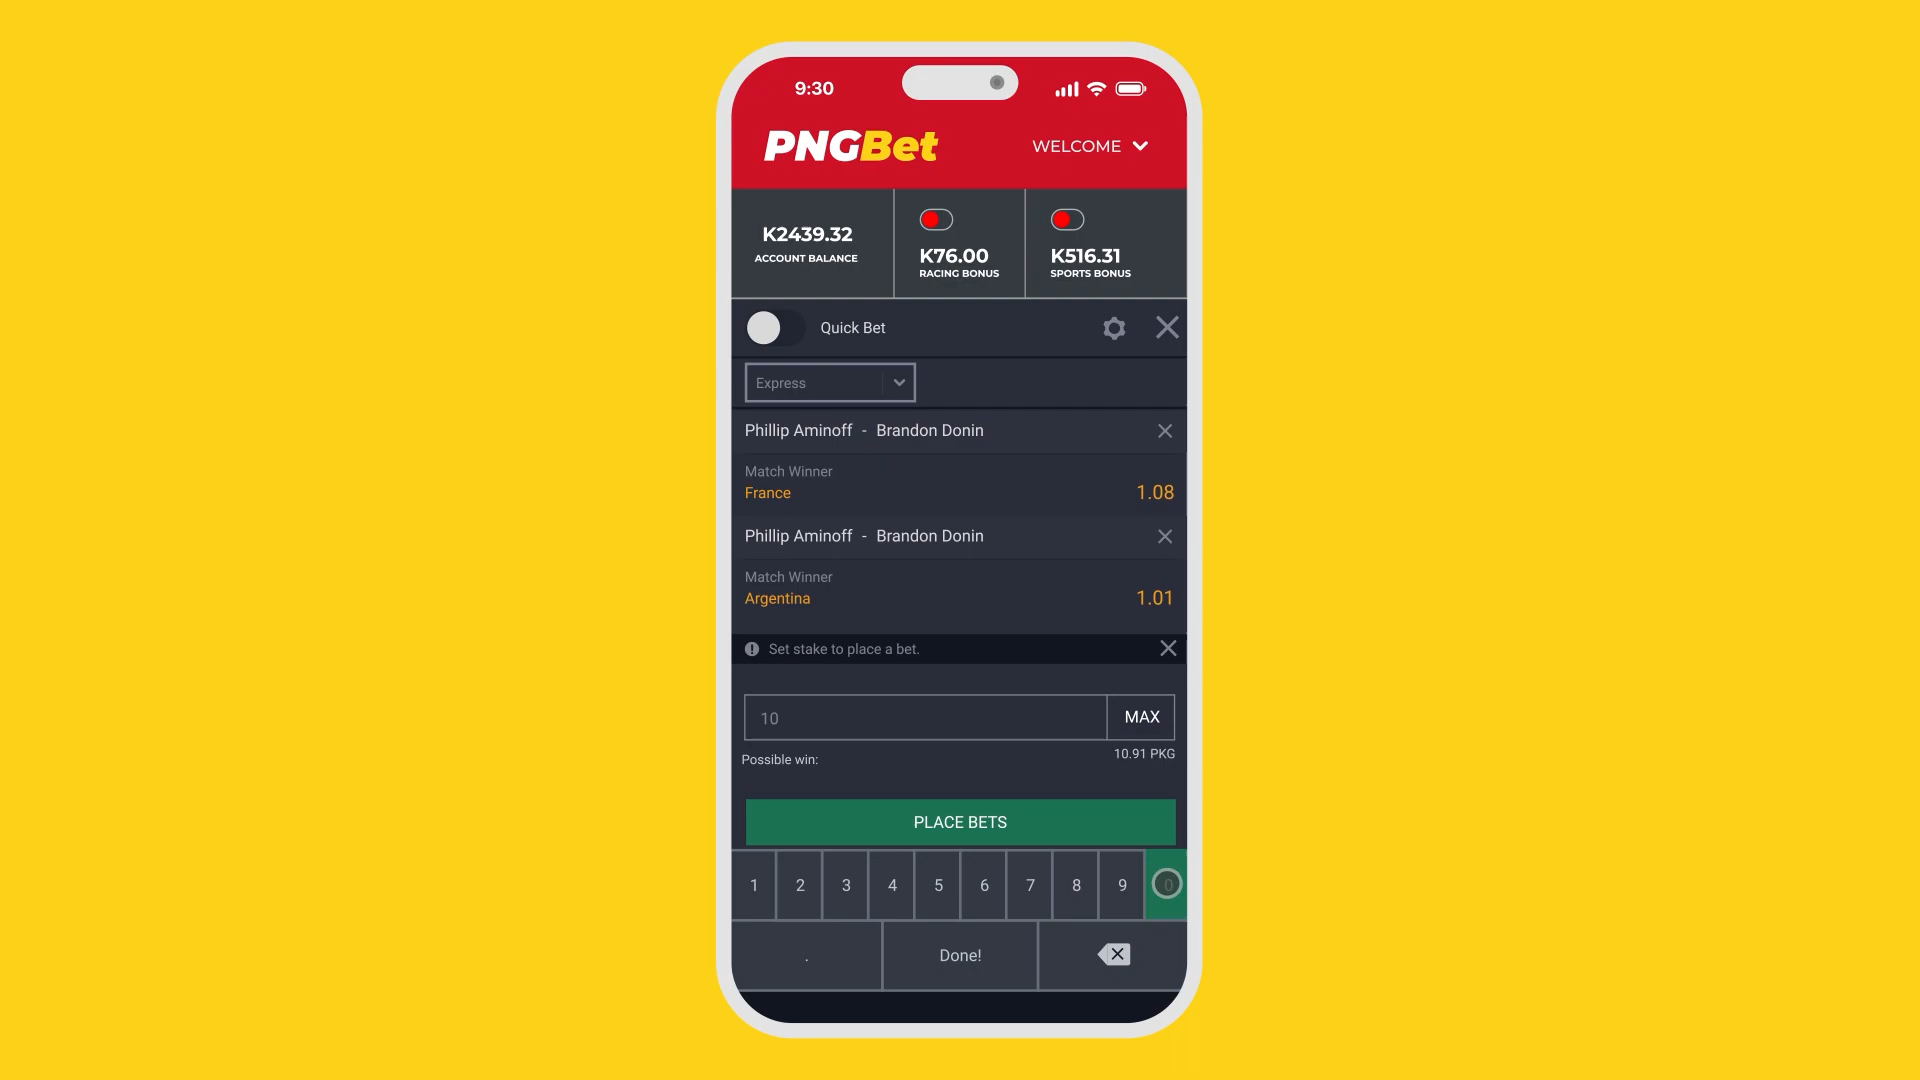 9:30
PNGBet
WELCOME
K2439.32
ACCOUNT BALANCE
K76.00
RACING BONUS
K516.31
SPORTS BONUS
Quick Bet
Express
Phillip Aminoff - Brandon Donin
Match Winner
France 1.08
Phillip Aminoff - Brandon Donin
Match Winner
Argentina 1.01
Set stake to place a bet.
10 MAX
Possible win: 10.91 PKG
PLACE BETS
1 2 3 4 5 6 7 8 9 0
. Done!